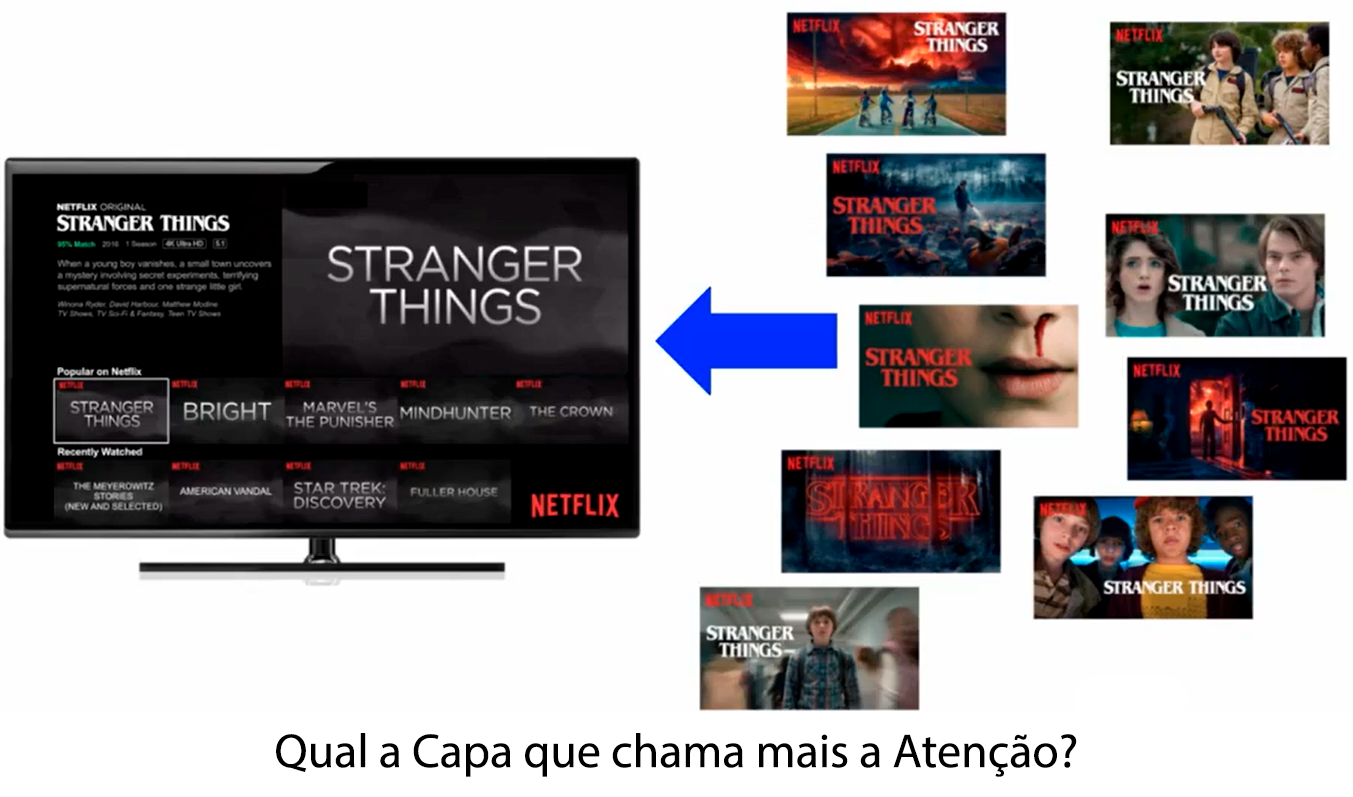 NETFLIX ORIGINAL
STRANGER THINGS
95% Match 2016 1 Season 4K Ultra HD 5.1
When a young boy vanishes, a small town uncovers
a mystery involving secret experiments, terrifying
supernatural forces and one strange little girl.
Winona Ryder, David Harbour, Matthew Modine
TV Shows, TV Sci-Fi & Fantasy, Teen TV Shows
STRANGER
THINGS
Popular on Netflix
NETFLIX
STRANGER
THINGS
NETFLIX
BRIGHT
NETFLIX
MARVEL'S
THE PUNISHER
NETFLIX
MINDHUNTER
NETFLIX
THE CROWN
Recently Watched
NETFLIX
THE MEYEROWITZ
STORIES
(NEW AND SELECTED)
NETFLIX
AMERICAN VANDAL
NETFLIX
STAR TREK:
DISCOVERY
NETFLIX
FULLER HOUSE
NETFLIX
NETFLIX
STRANGER
THINGS
NETFLIX
STRANGER
THINGS
NETFLIX
STRANGER
THINGS
NETFLIX
STRANGER
THINGS
NETFLIX
STRANGER
THINGS
NETFLIX
STRANGER
THINGS
NETFLIX
STRANGER
THINGS
NETFLIX
STRANGER THINGS
NETFLIX
STRANGER
THINGS
Qual a Capa que chama mais a Atenção?